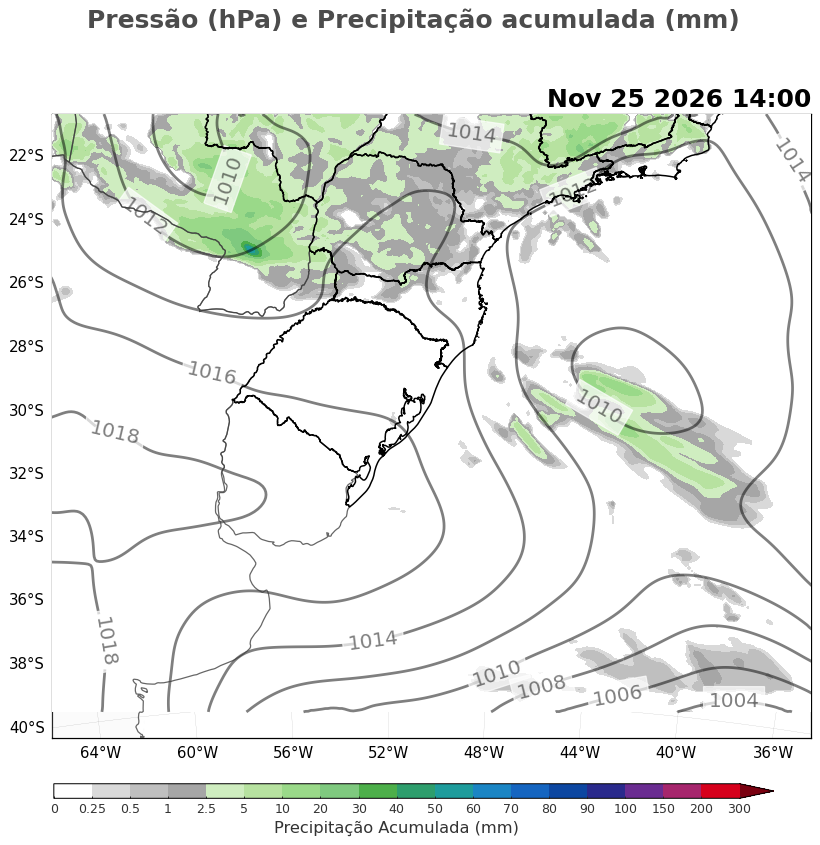 Pressão (hPa) e Precipitação acumulada (mm)
Nov 25 2026 14:00
1014
1014
1010
1012
1016
1018
1010
1018
1014
1010
1008
1006
1004
22°S
24°S
26°S
28°S
30°S
32°S
34°S
36°S
38°S
40°S
64°W 60°W 56°W 52°W 48°W 44°W 40°W 36°W
0 0.25 0.5 1 2.5 5 10 20 30 40 50 60 70 80 90 100 150 200 300
Precipitação Acumulada (mm)